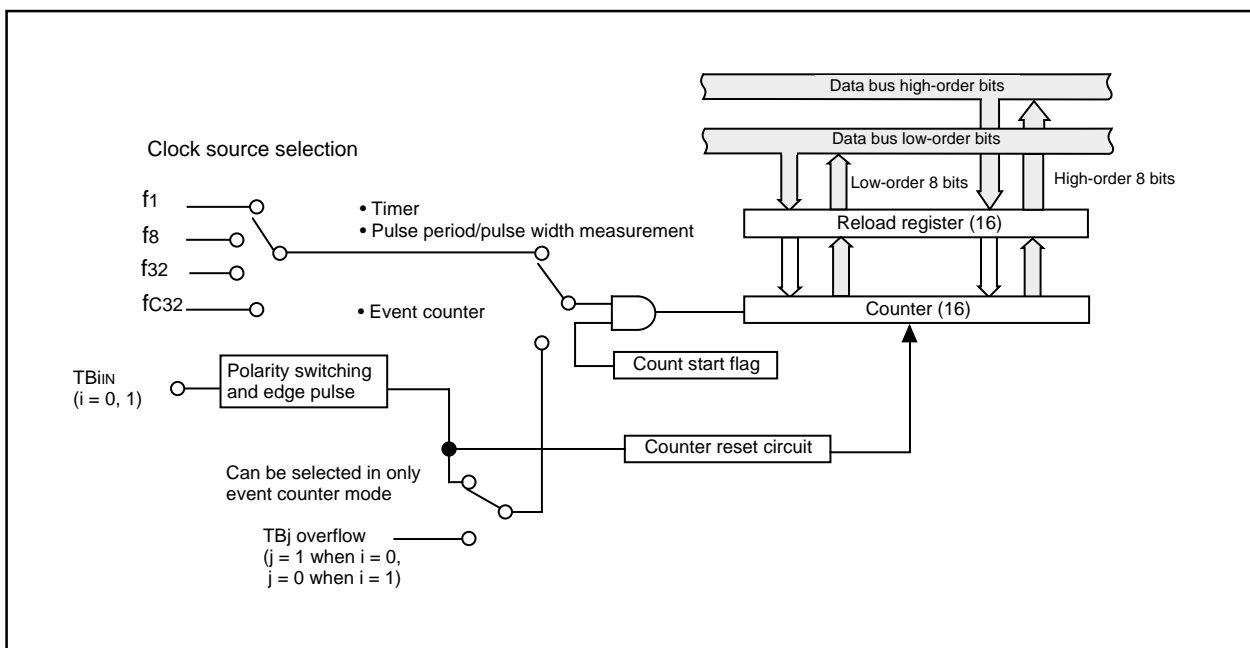 Data bus high-order bits
Data bus low-order bits
Clock source selection
Low-order 8 bits
High-order 8 bits
f1
• Timer
Reload register (16)
• Pulse period/pulse width measurement
f8
f32
fC32
• Event counter
Counter (16)
Count start flag
TBiIN
(i = 0, 1)
Polarity switching
and edge pulse
Counter reset circuit
Can be selected in only
event counter mode
TBj overflow
(j = 1 when i = 0,
j = 0 when i = 1)